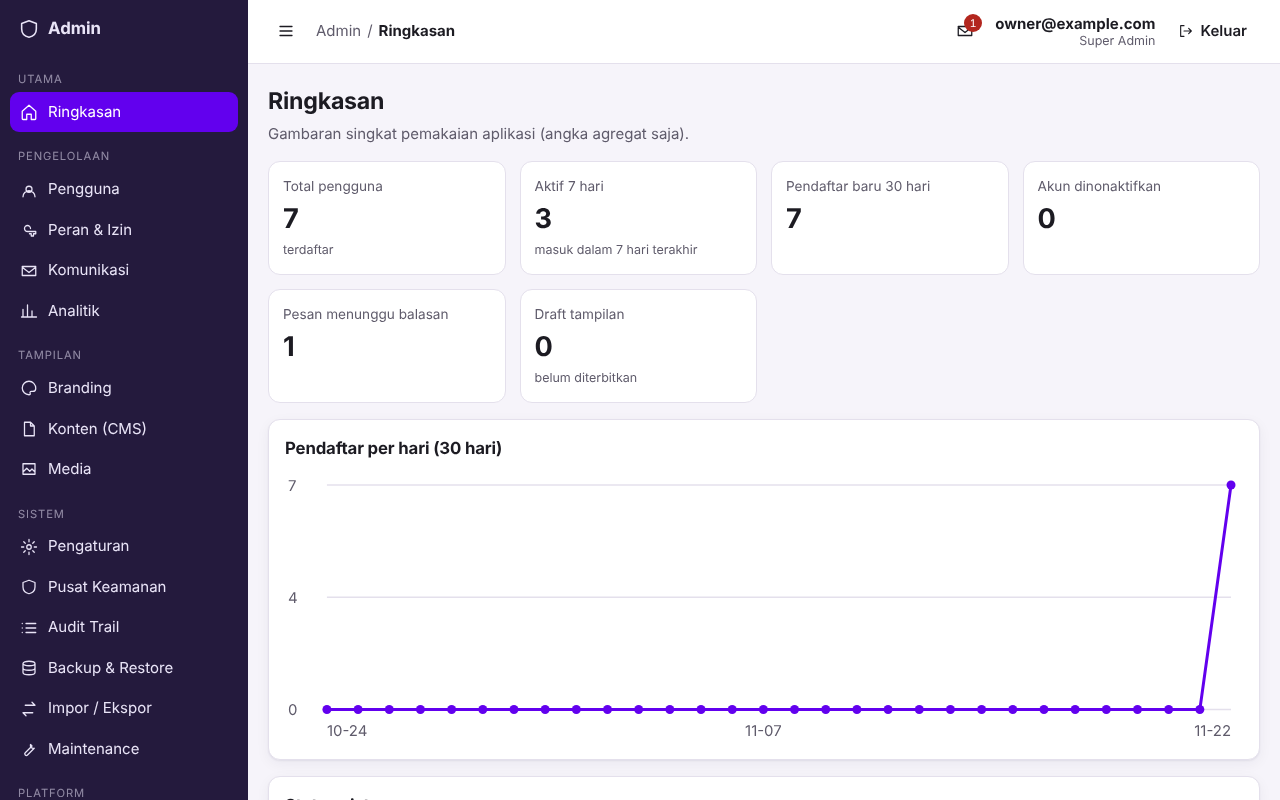 Admin
UTAMA
Ringkasan
PENGELOLAAN
Pengguna
Peran & Izin
Komunikasi
Analitik
TAMPILAN
Branding
Konten (CMS)
Media
SISTEM
Pengaturan
Pusat Keamanan
Audit Trail
Backup & Restore
Impor / Ekspor
Maintenance
PLATFORM
Admin / Ringkasan
1
owner@example.com
Super Admin
Keluar
Ringkasan
Gambaran singkat pemakaian aplikasi (angka agregat saja).
Total pengguna
7
terdaftar
Aktif 7 hari
3
masuk dalam 7 hari terakhir
Pendaftar baru 30 hari
7
Akun dinonaktifkan
0
Pesan menunggu balasan
1
Draft tampilan
0
belum diterbitkan
Pendaftar per hari (30 hari)
7
4
0
10-24 11-07 11-22